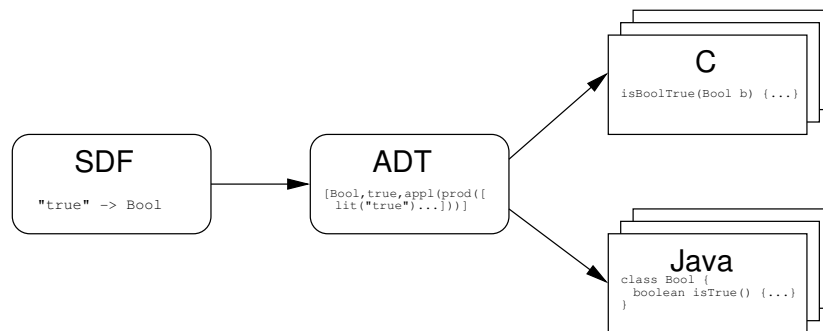 SDF
"true" -> Bool
ADT
[Bool,true,appl(prod([
lit("true")...]))]
C
isBoolTrue(Bool b) {...}
Java
class Bool {
boolean isTrue() {...}
}